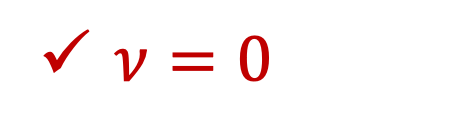 ✓ 𝜈 = 0